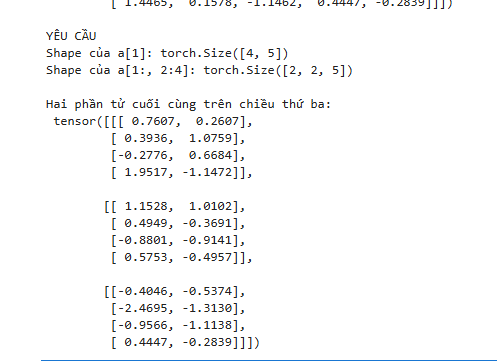 [ 1.4465,  0.1578, -1.1462,  0.4447, -0.2839]]])
YÊU CẦU
Shape của a[1]: torch.Size([4, 5])
Shape của a[1:, 2:4]: torch.Size([2, 2, 5])
Hai phần tử cuối cùng trên chiều thứ ba:
tensor([[[ 0.7607,  0.2607],
[ 0.3936,  1.0759],
[-0.2776,  0.6684],
[ 1.9517, -1.1472]],
[[ 1.1528,  1.0102],
[ 0.4949, -0.3691],
[-0.8801, -0.9141],
[ 0.5753, -0.4957]],
[[-0.4046, -0.5374],
[-2.4695, -1.3130],
[-0.9566, -1.1138],
[ 0.4447, -0.2839]]])